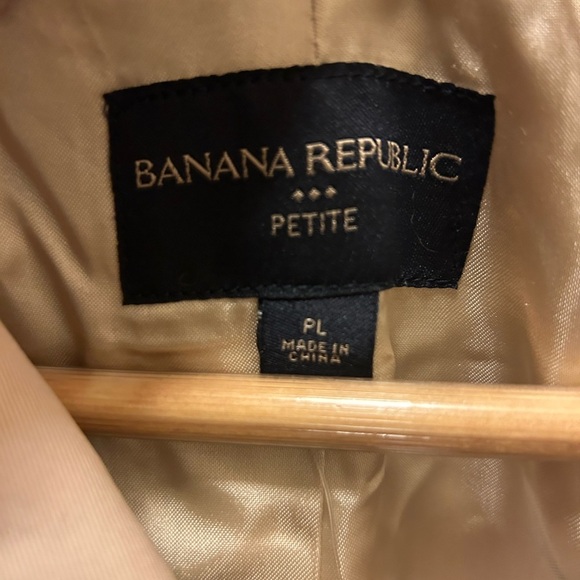 BANANA REPUBLIC
PETITE
PL
MADE IN
CHINA